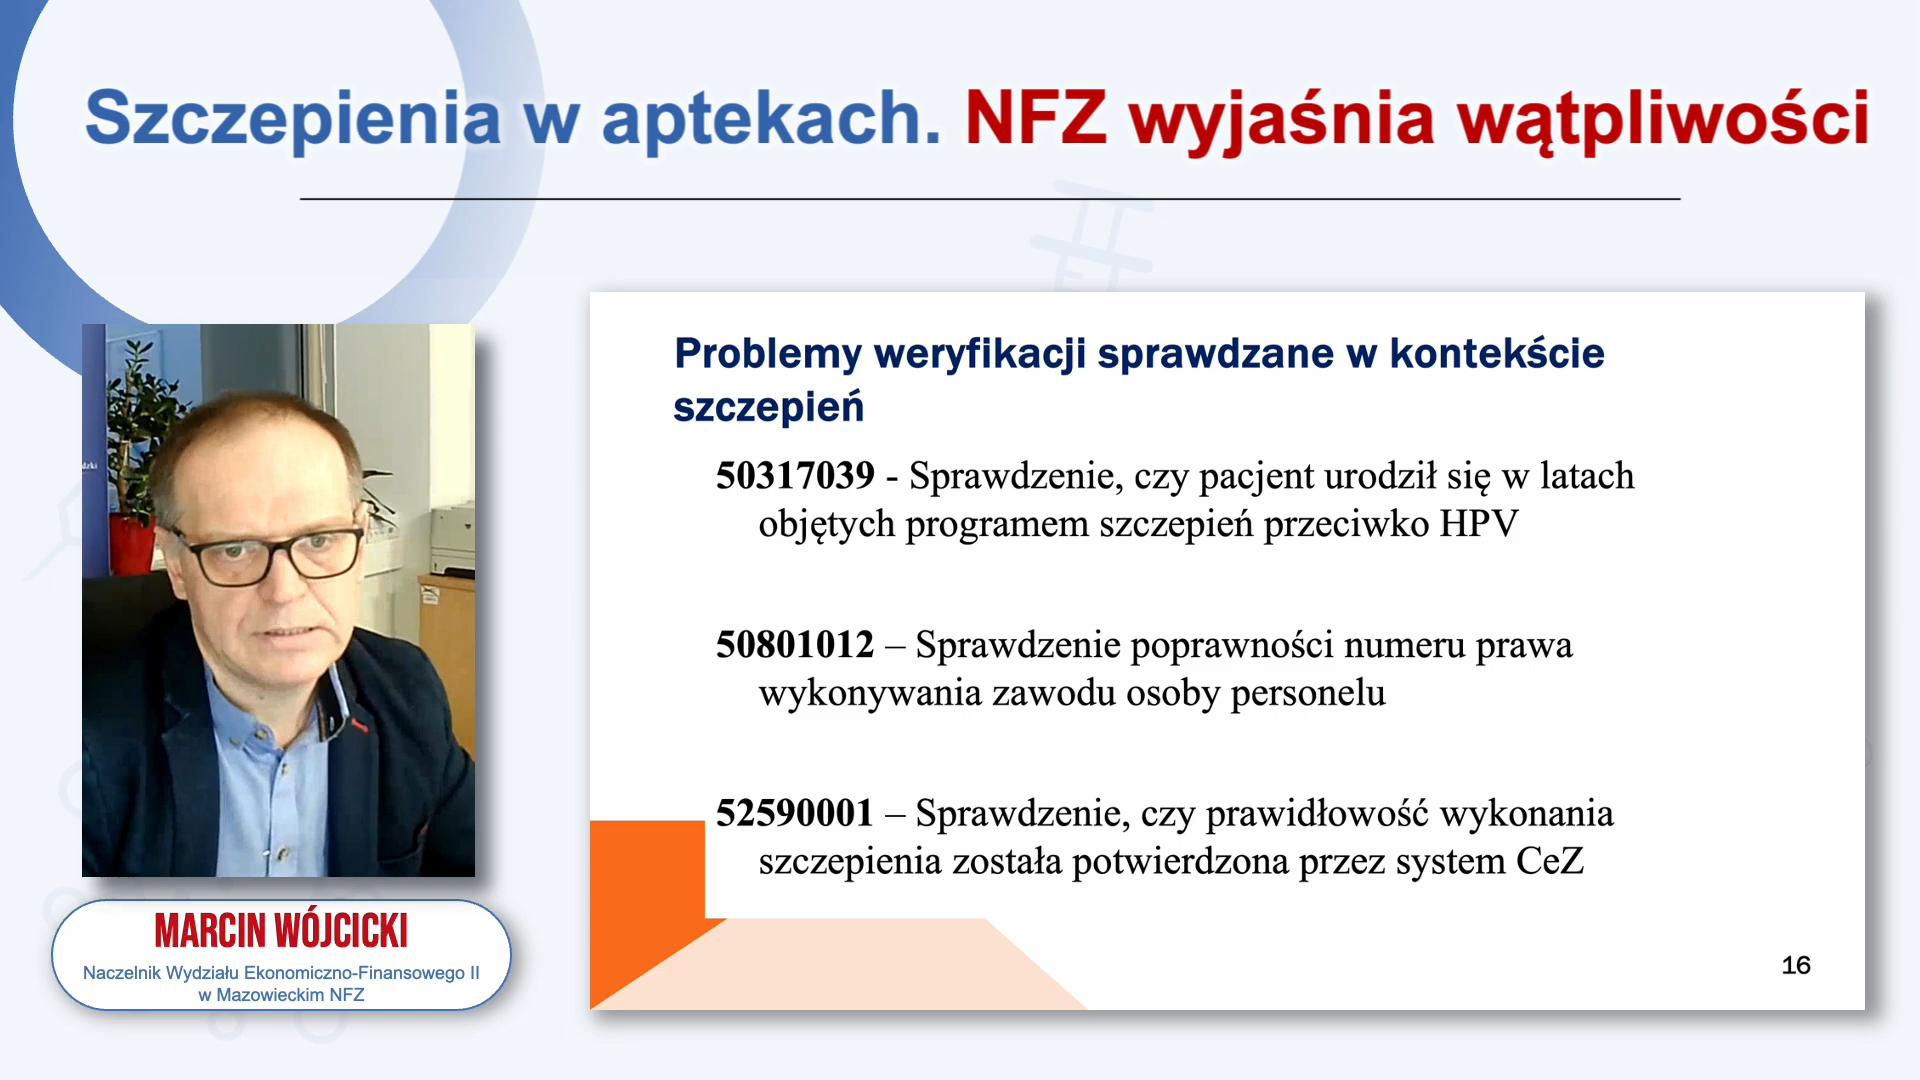 Szczepienia w aptekach. NFZ wyjaśnia wątpliwości
Problemy weryfikacji sprawdzane w kontekście
szczepień
50317039 - Sprawdzenie, czy pacjent urodził się w latach
objętych programem szczepień przeciwko HPV
50801012 – Sprawdzenie poprawności numeru prawa
wykonywania zawodu osoby personelu
52590001 – Sprawdzenie, czy prawidłowość wykonania
szczepienia została potwierdzona przez system CeZ
16
MARCIN WÓJCICKI
Naczelnik Wydziału Ekonomiczno-Finansowego II
w Mazowieckim NFZ